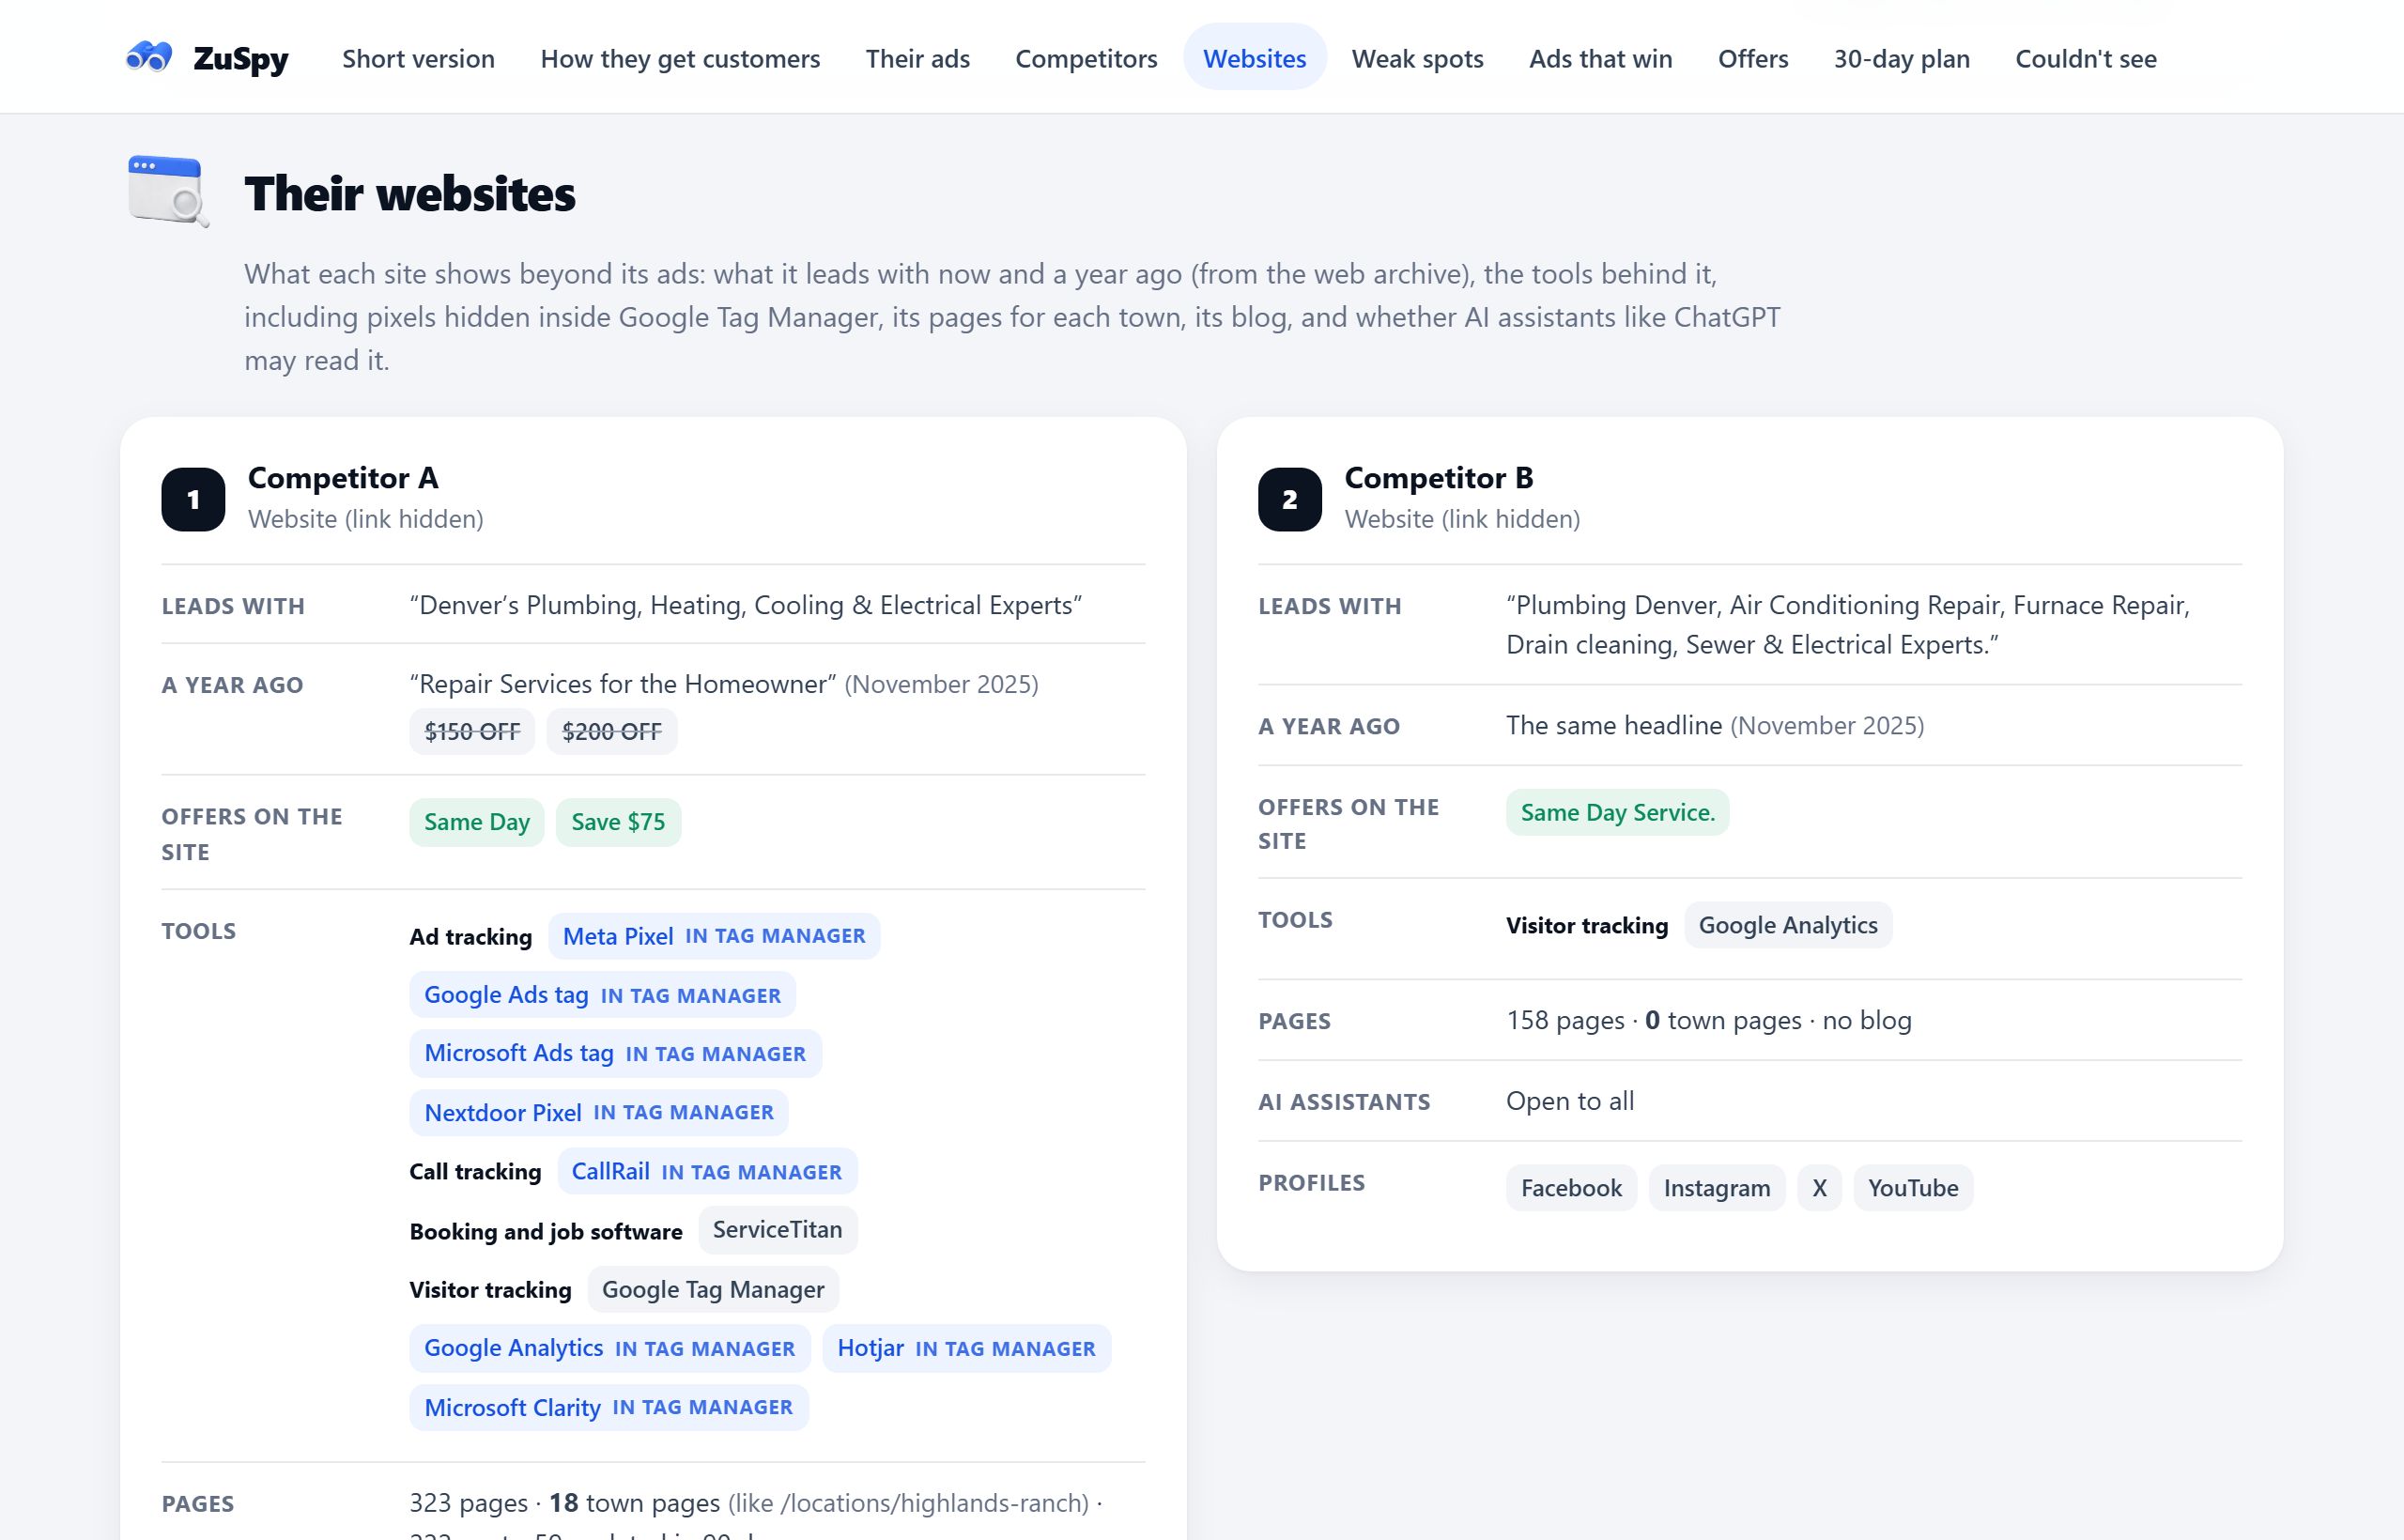 ZuSpy
Short version
How they get customers
Their ads
Competitors
Websites
Weak spots
Ads that win
Offers
30-day plan
Couldn't see
Their websites
What each site shows beyond its ads: what it leads with now and a year ago (from the web archive), the tools behind it,
including pixels hidden inside Google Tag Manager, its pages for each town, its blog, and whether AI assistants like ChatGPT
may read it.
1
Competitor A
Website (link hidden)
LEADS WITH
“Denver’s Plumbing, Heating, Cooling & Electrical Experts”
A YEAR AGO
“Repair Services for the Homeowner” (November 2025)
$150 OFF
$200 OFF
OFFERS ON THE
SITE
Same Day
Save $75
TOOLS
Ad tracking
Meta Pixel IN TAG MANAGER
Google Ads tag IN TAG MANAGER
Microsoft Ads tag IN TAG MANAGER
Nextdoor Pixel IN TAG MANAGER
Call tracking
CallRail IN TAG MANAGER
Booking and job software
ServiceTitan
Visitor tracking
Google Tag Manager
Google Analytics IN TAG MANAGER
Hotjar IN TAG MANAGER
Microsoft Clarity IN TAG MANAGER
PAGES
323 pages · 18 town pages (like /locations/highlands-ranch) ·
2
Competitor B
Website (link hidden)
LEADS WITH
“Plumbing Denver, Air Conditioning Repair, Furnace Repair,
Drain cleaning, Sewer & Electrical Experts.”
A YEAR AGO
The same headline (November 2025)
OFFERS ON THE
SITE
Same Day Service.
TOOLS
Visitor tracking
Google Analytics
PAGES
158 pages · 0 town pages · no blog
AI ASSISTANTS
Open to all
PROFILES
Facebook
Instagram
X
YouTube